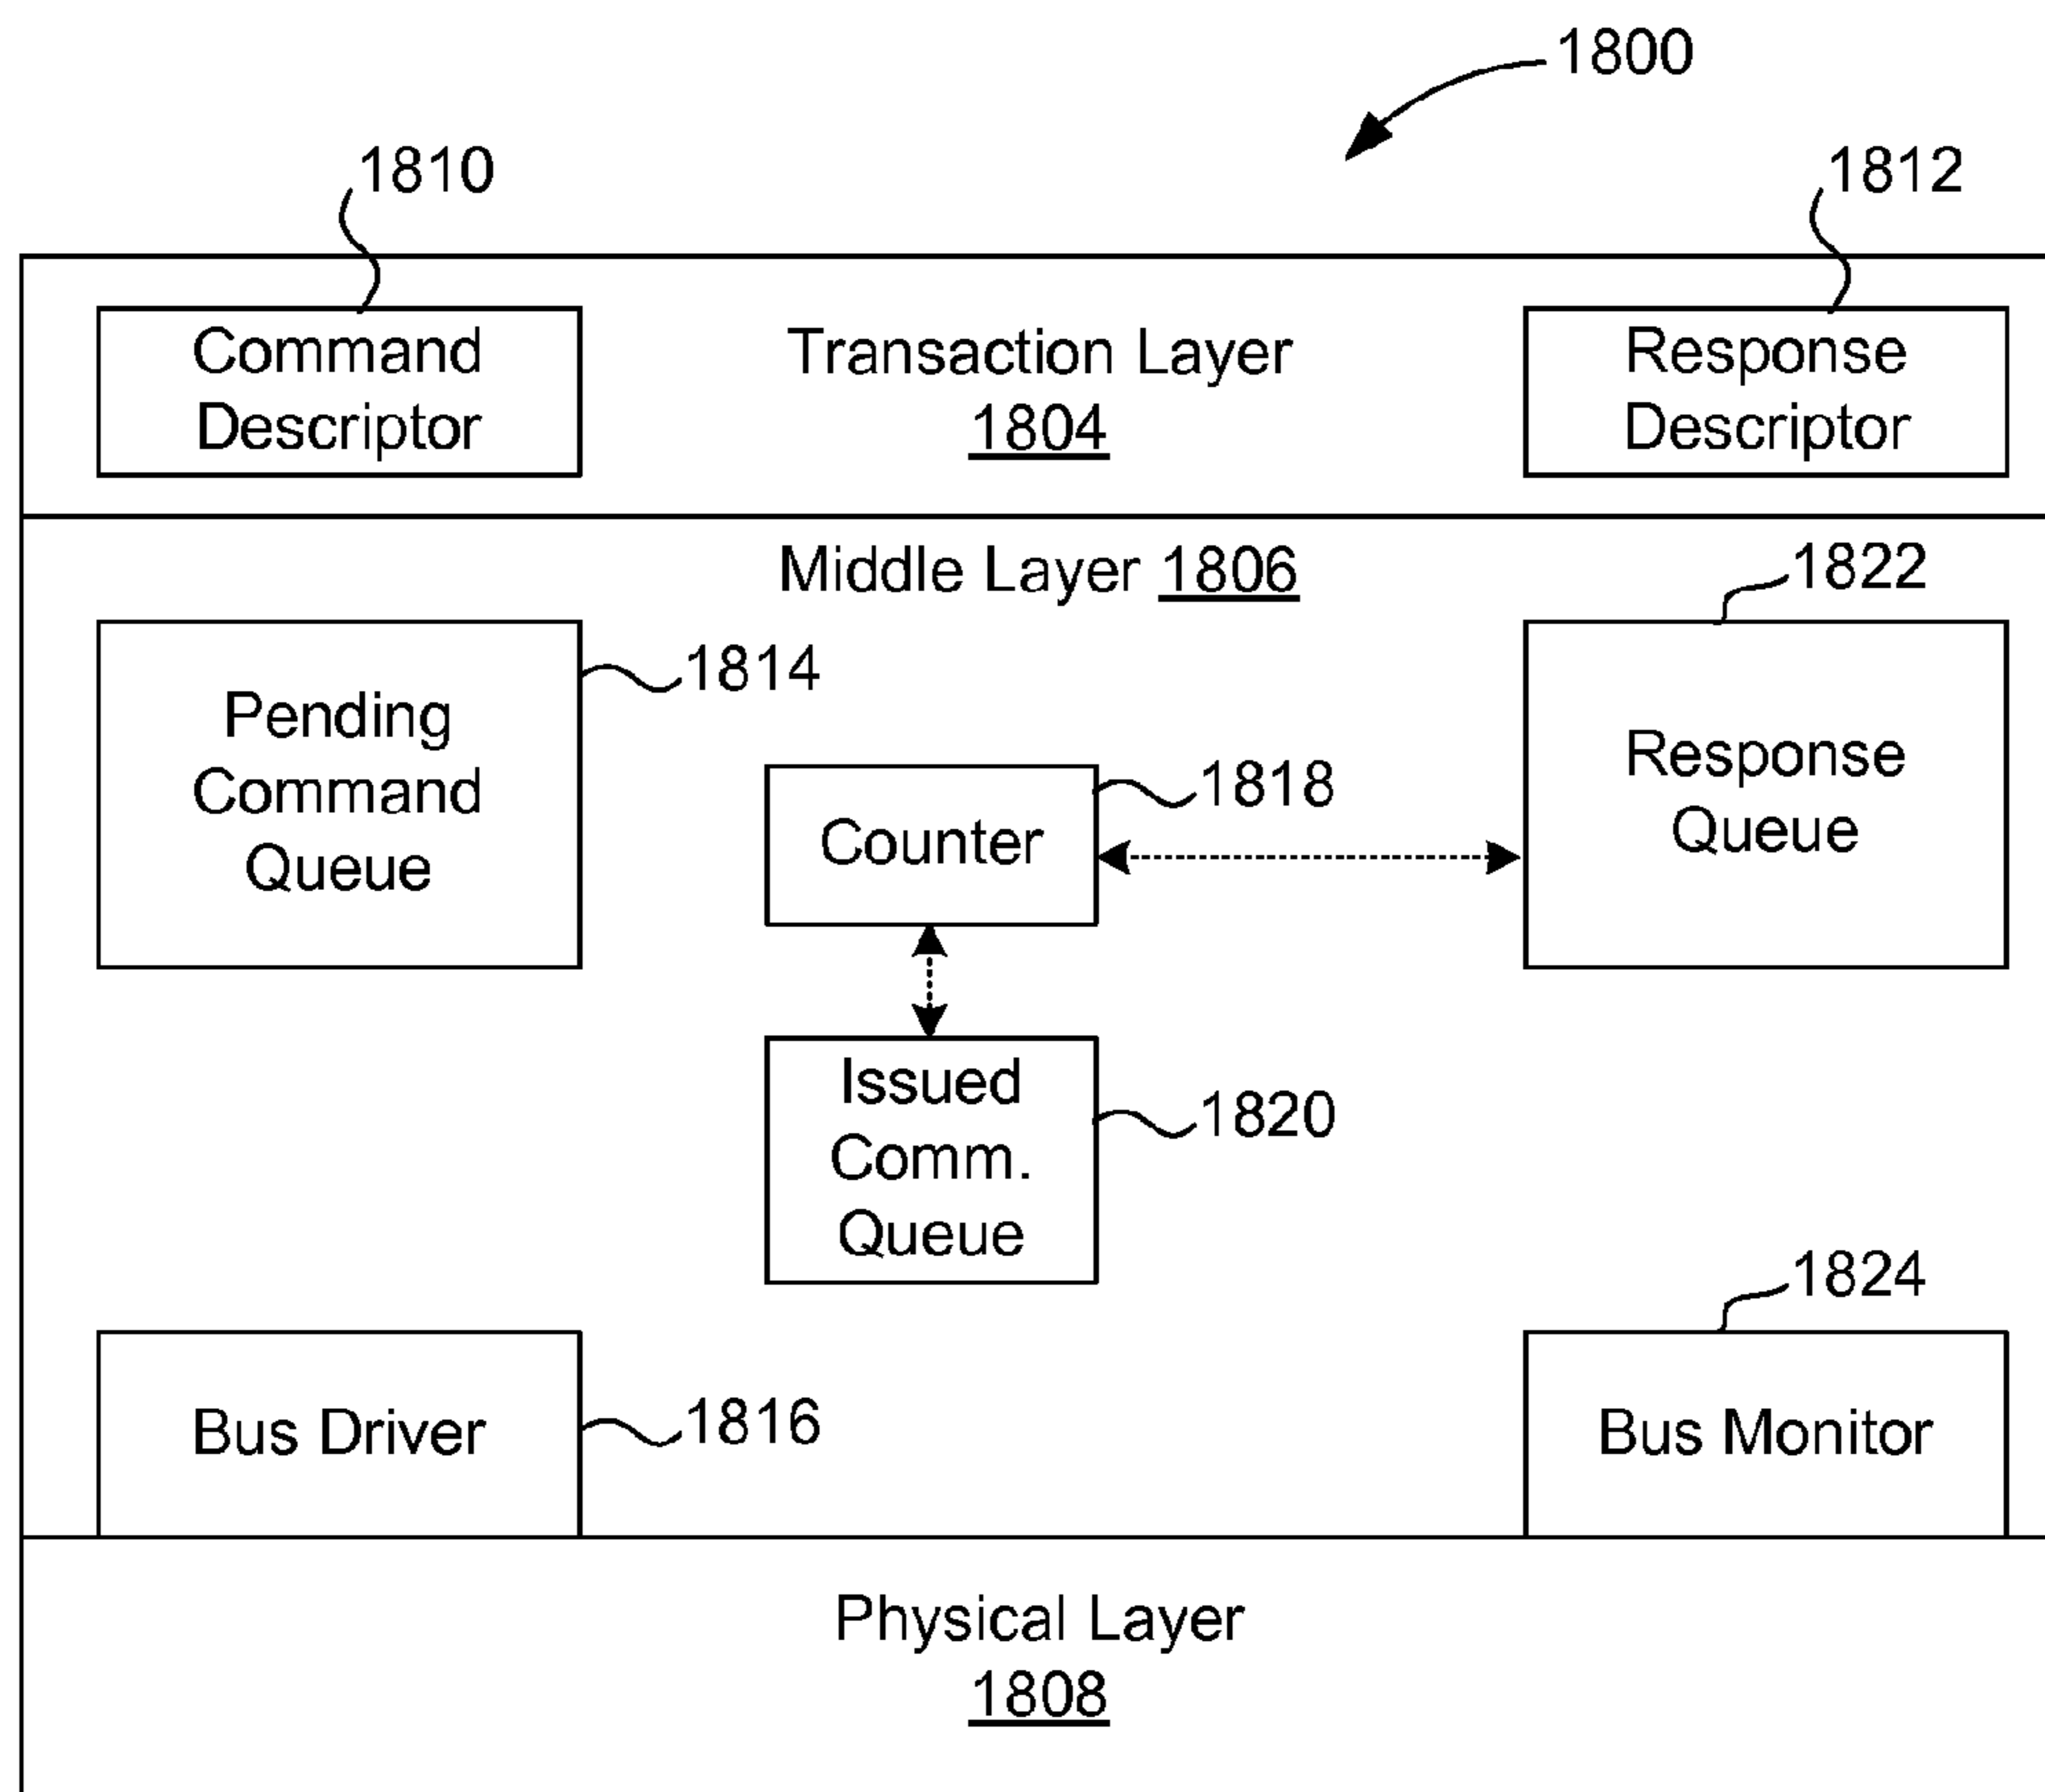 1800
1810
1812
Command
Descriptor
Transaction Layer
1804
Response
Descriptor
Middle Layer 1806
1822
1814
Pending
Command
Queue
1818
Counter
Response
Queue
Issued
Comm.
Queue
1820
1824
Bus Driver
1816
Bus Monitor
Physical Layer
1808